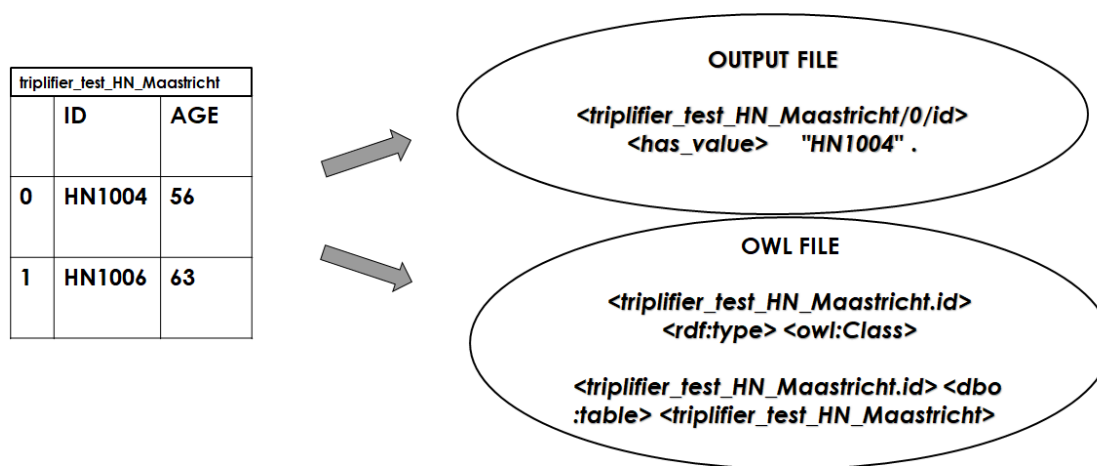 triplifier_test_HN_Maastricht
ID AGE
0 HN1004 56
1 HN1006 63
OUTPUT FILE
<triplifier_test_HN_Maastricht/0/id>
<has_value> "HN1004" .
OWL FILE
<triplifier_test_HN_Maastricht.id>
<rdf:type> <owl:Class>
<triplifier_test_HN_Maastricht.id> <dbo
:table> <triplifier_test_HN_Maastricht>